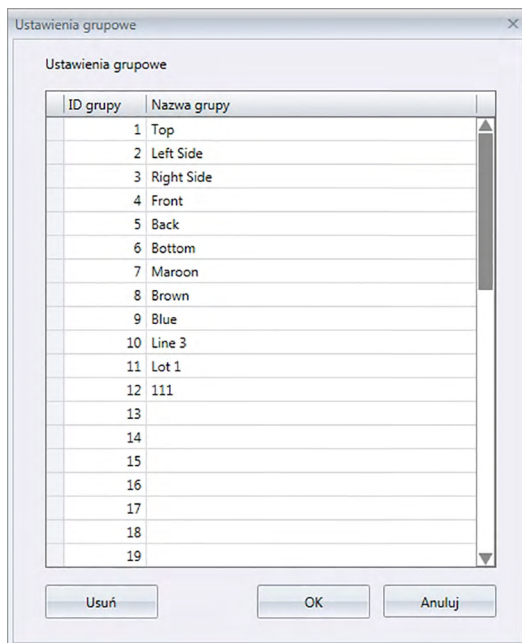 Ustawienia grupowe
Ustawienia grupowe
ID grupy Nazwa grupy
1 Top
2 Left Side
3 Right Side
4 Front
5 Back
6 Bottom
7 Maroon
8 Brown
9 Blue
10 Line 3
11 Lot 1
12 111
13
14
15
16
17
18
19
Usuń OK Anuluj